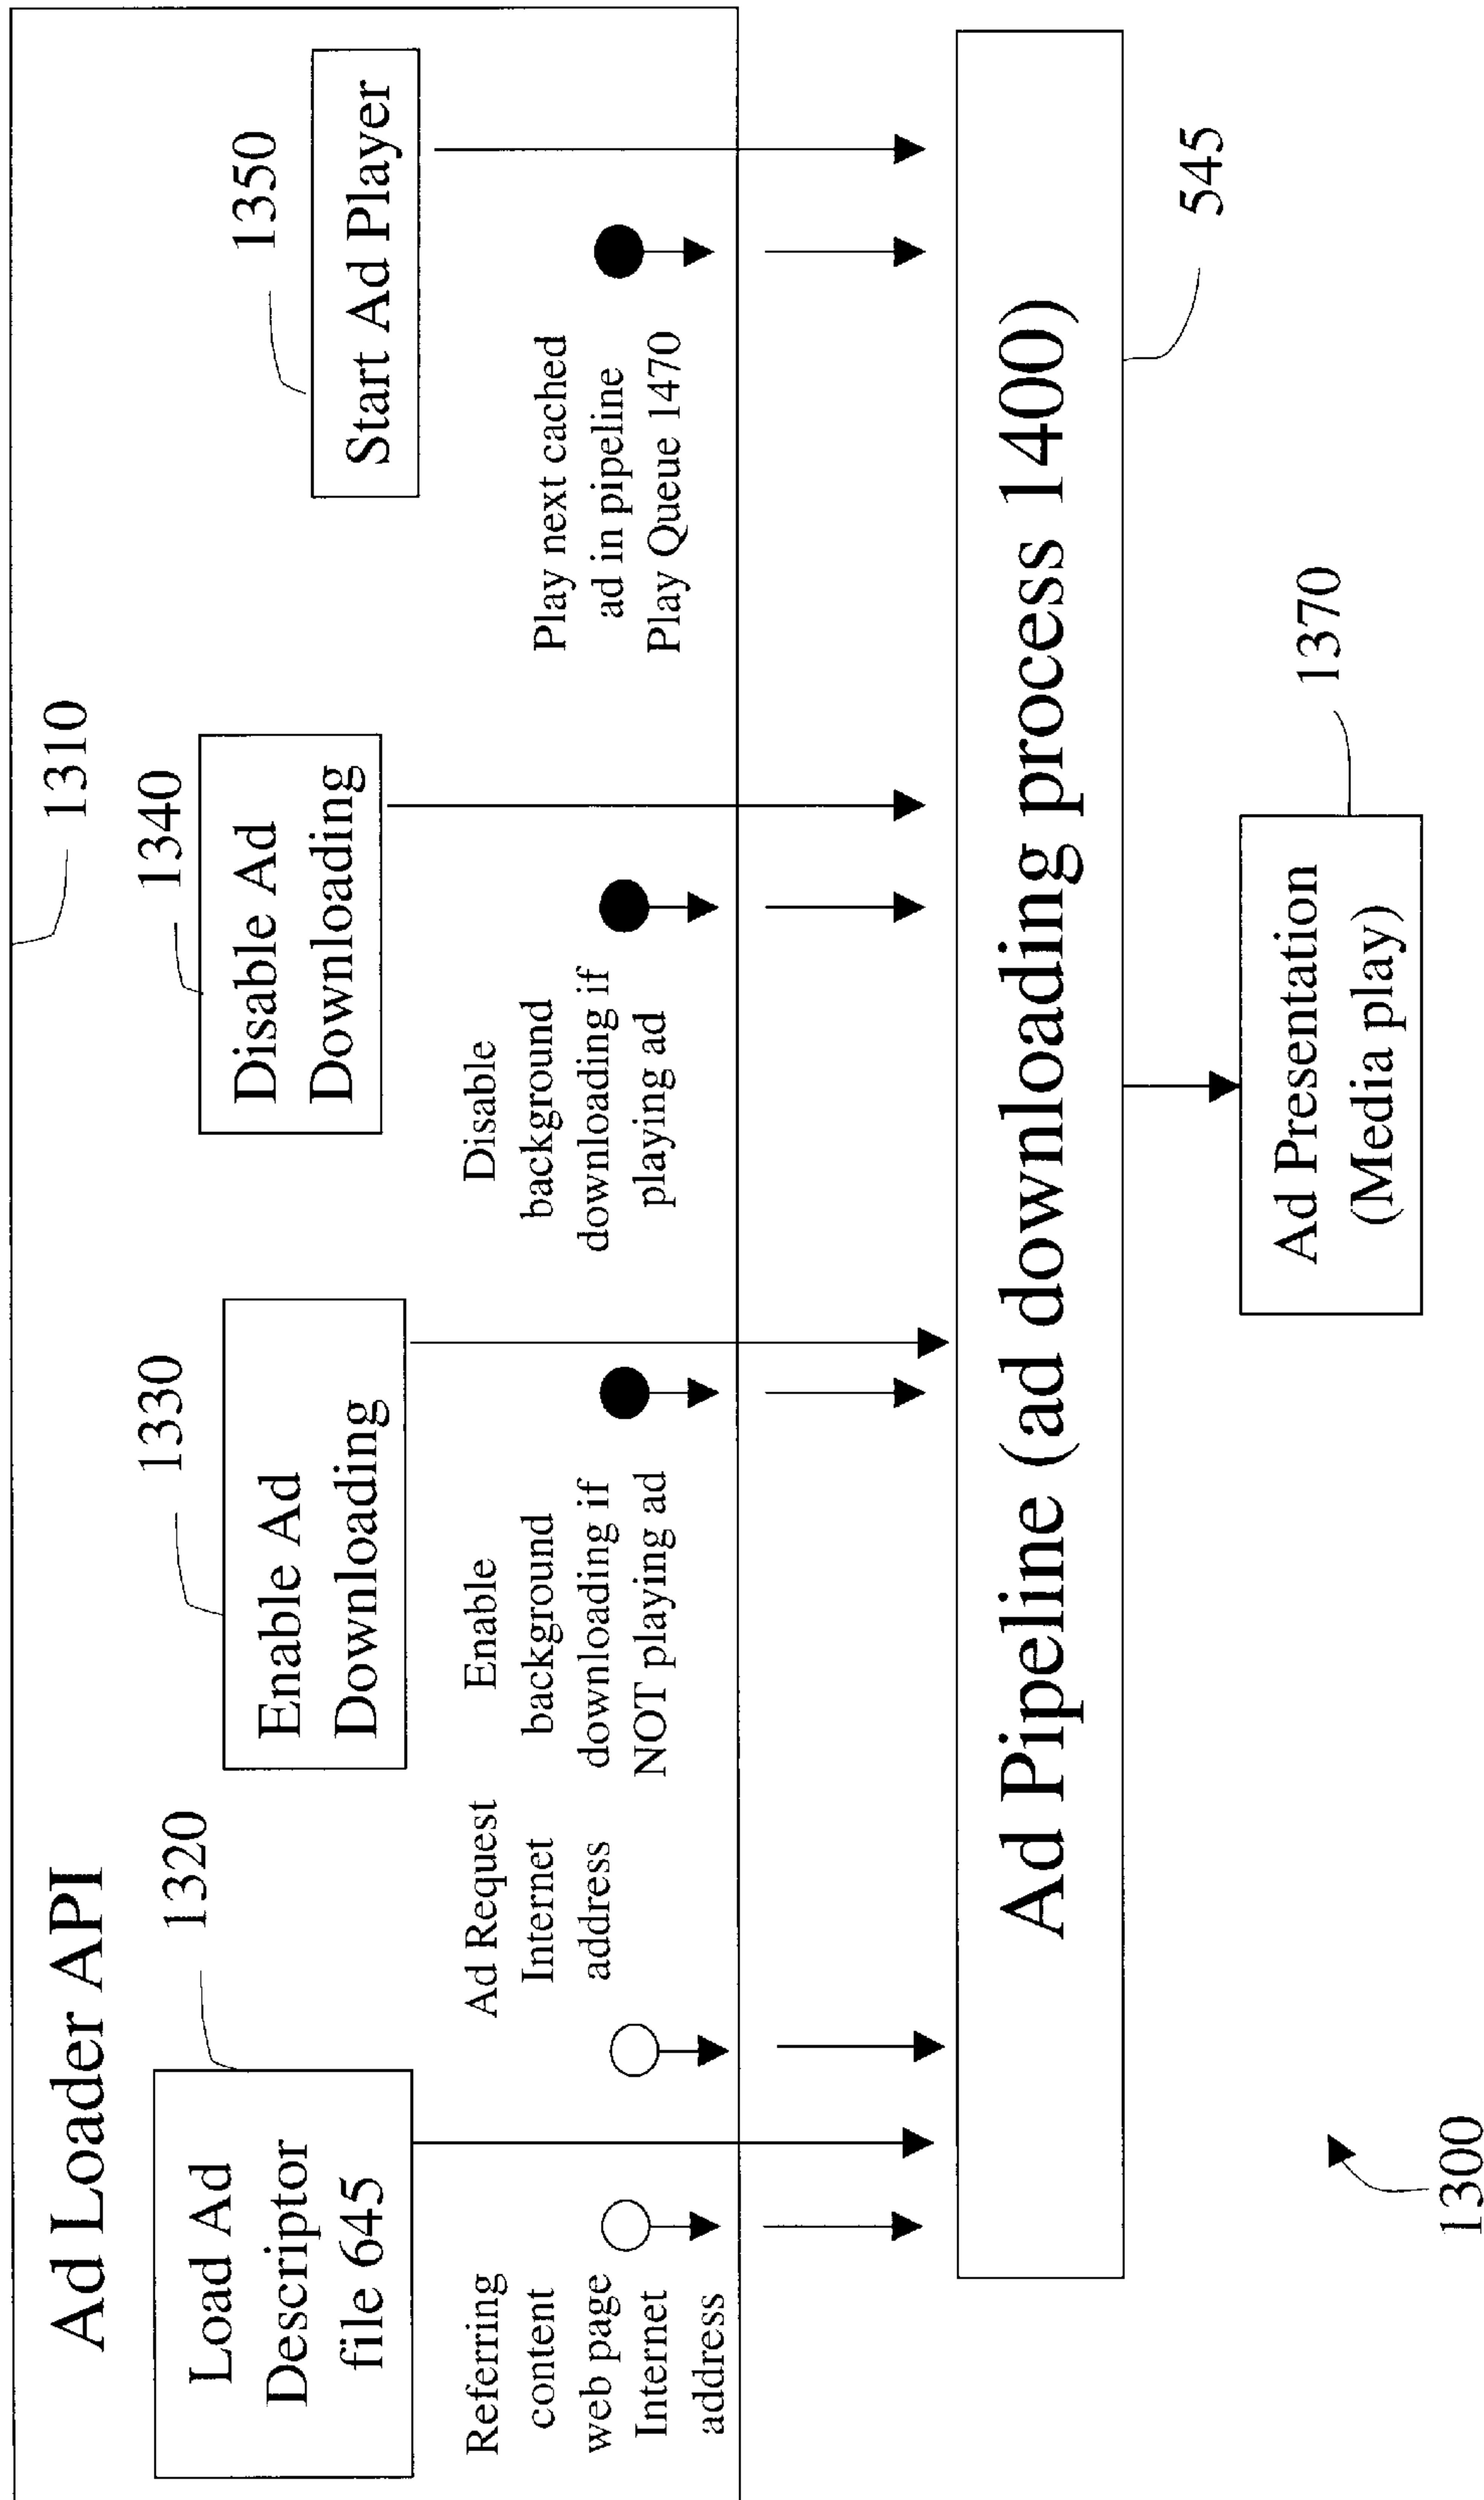 Ad Loader API
1310
1320
Load Ad
Descriptor
file 645
1330
Enable Ad
Downloading
1340
Disable Ad
Downloading
1350
Start Ad Player
Referring
content
web page
Internet
address
Ad Request
Internet
address
Enable
background
downloading if
NOT playing ad
Disable
background
downloading if
playing ad
Play next cached
ad in pipeline
Play Queue 1470
Ad Pipeline (ad downloading process 1400)
545
Ad Presentation
(Media play)
1370
1300